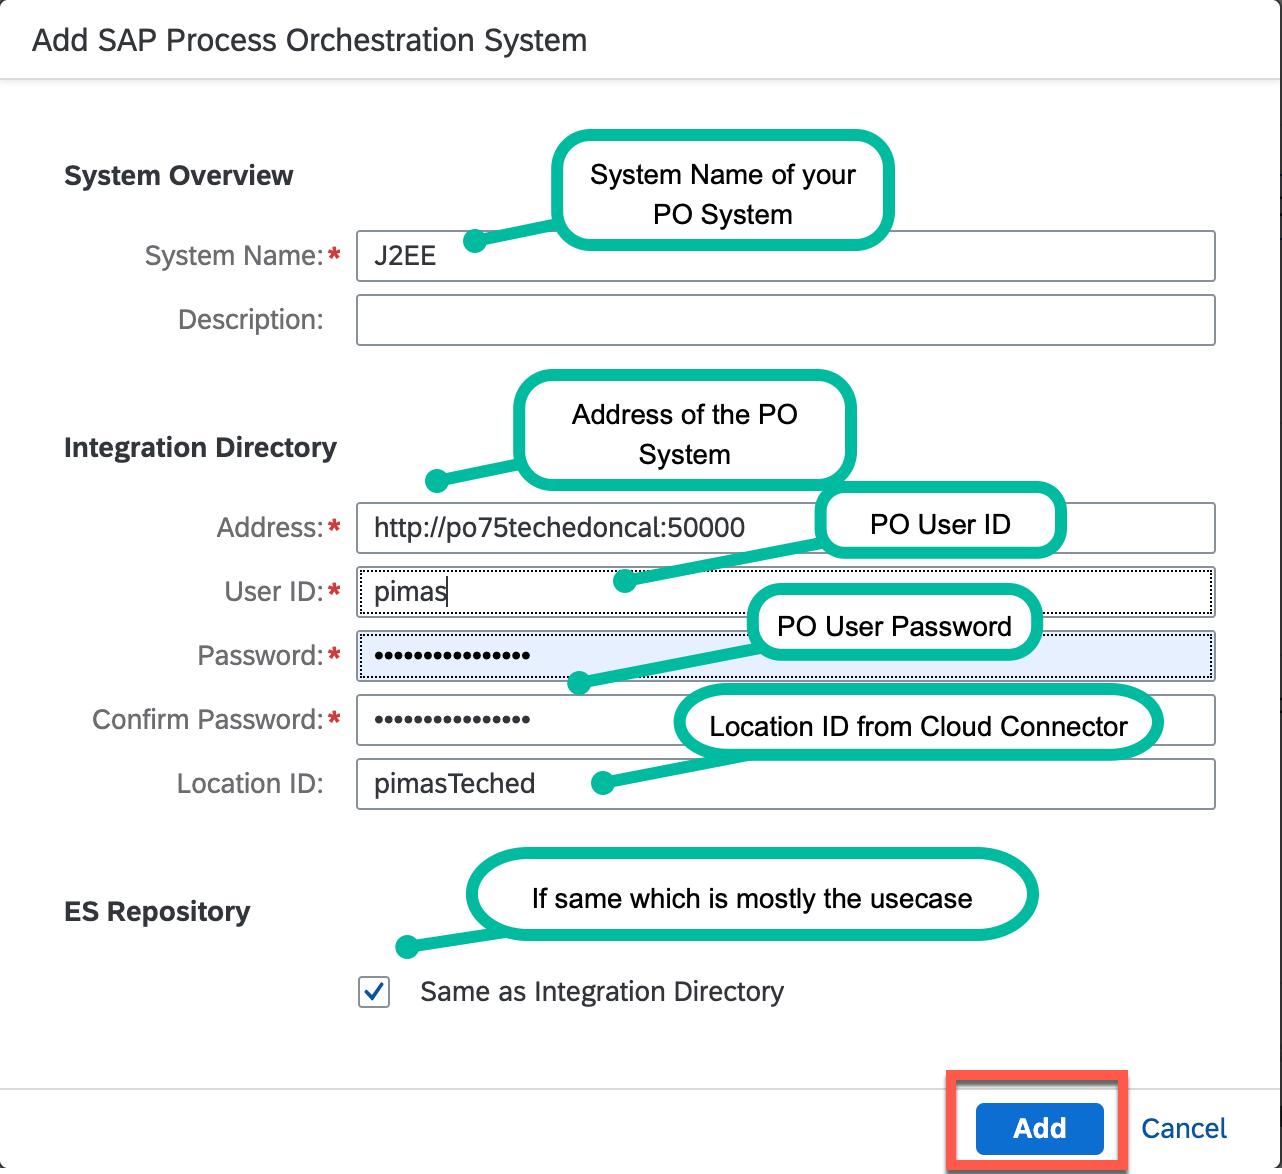 Add SAP Process Orchestration System
System Overview
System Name of your
PO System
System Name:* J2EE
Description:
Integration Directory
Address of the PO
System
Address:* http://po75techedoncal:50000
PO User ID
User ID:* pimas
PO User Password
Password:* ••••••••••••••••
Confirm Password:* ••••••••••••••••
Location ID from Cloud Connector
Location ID: pimasTeched
ES Repository
If same which is mostly the usecase
Same as Integration Directory
Add Cancel